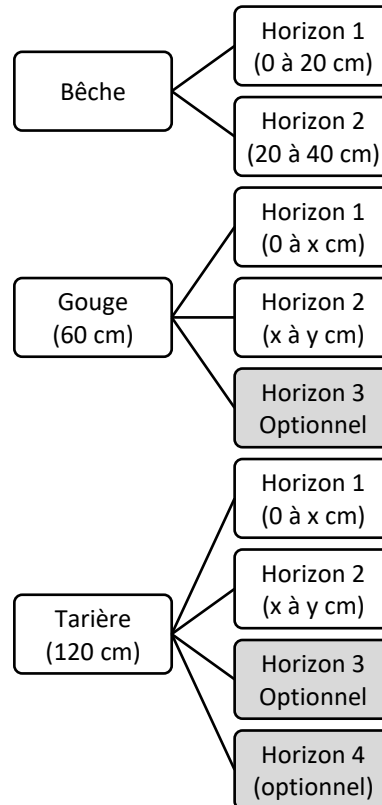 Bêche
Horizon 1
(0 à 20 cm)
Horizon 2
(20 à 40 cm)
Gouge
(60 cm)
Horizon 1
(0 à x cm)
Horizon 2
(x à y cm)
Horizon 3
Optionnel
Tarière
(120 cm)
Horizon 1
(0 à x cm)
Horizon 2
(x à y cm)
Horizon 3
Optionnel
Horizon 4
(optionnel)